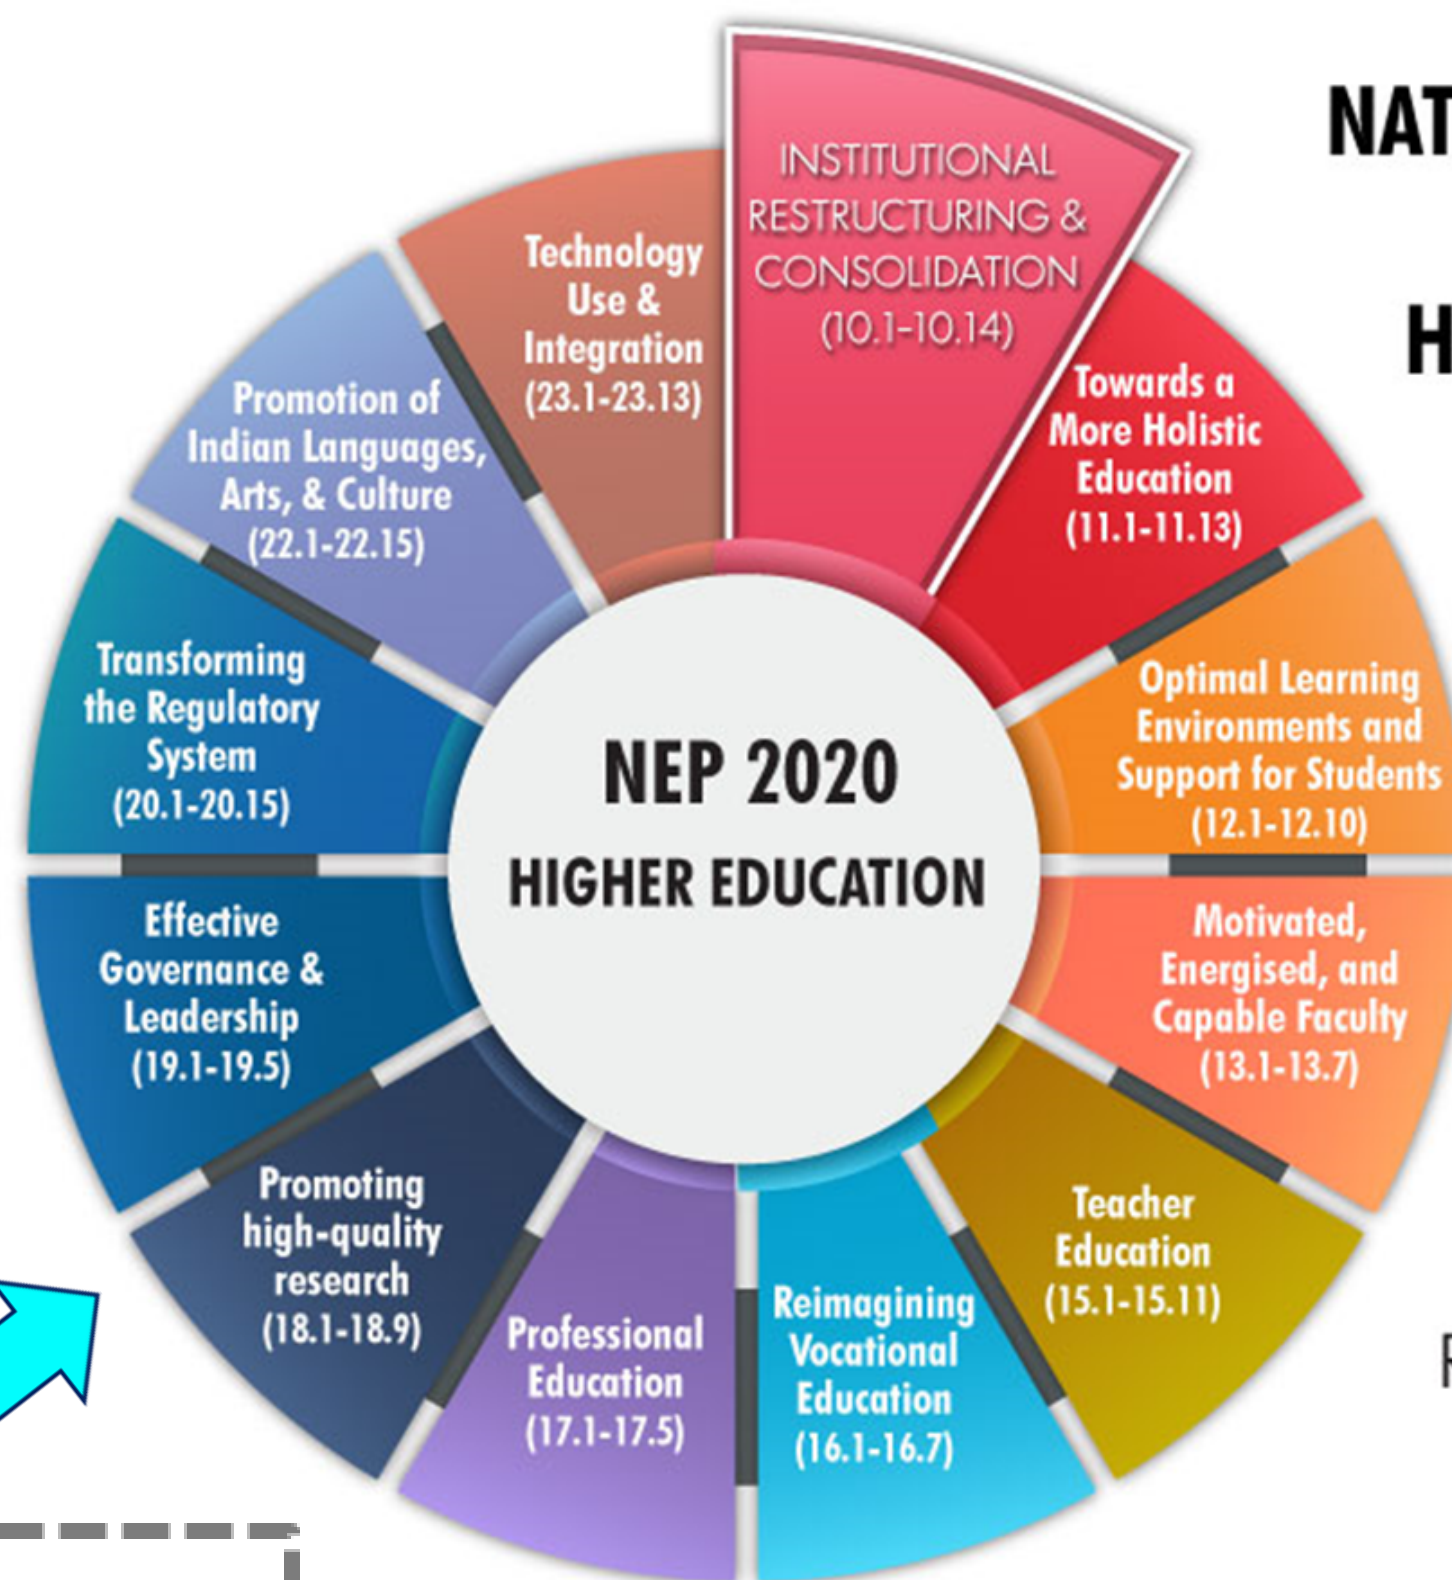 NAT
H
INSTITUTIONAL
RESTRUCTURING &
CONSOLIDATION
(10.1-10.14)
Towards a
More Holistic
Education
(11.1-11.13)
Optimal Learning
Environments and
Support for Students
(12.1-12.10)
Motivated,
Energised, and
Capable Faculty
(13.1-13.7)
Teacher
Education
(15.1-15.11)
Reimagining
Vocational
Education
(16.1-16.7)
Professional
Education
(17.1-17.5)
Promoting
high-quality
research
(18.1-18.9)
Effective
Governance &
Leadership
(19.1-19.5)
Transforming
the Regulatory
System
(20.1-20.15)
Promotion of
Indian Languages,
Arts, & Culture
(22.1-22.15)
Technology
Use &
Integration
(23.1-23.13)
NEP 2020
HIGHER EDUCATION